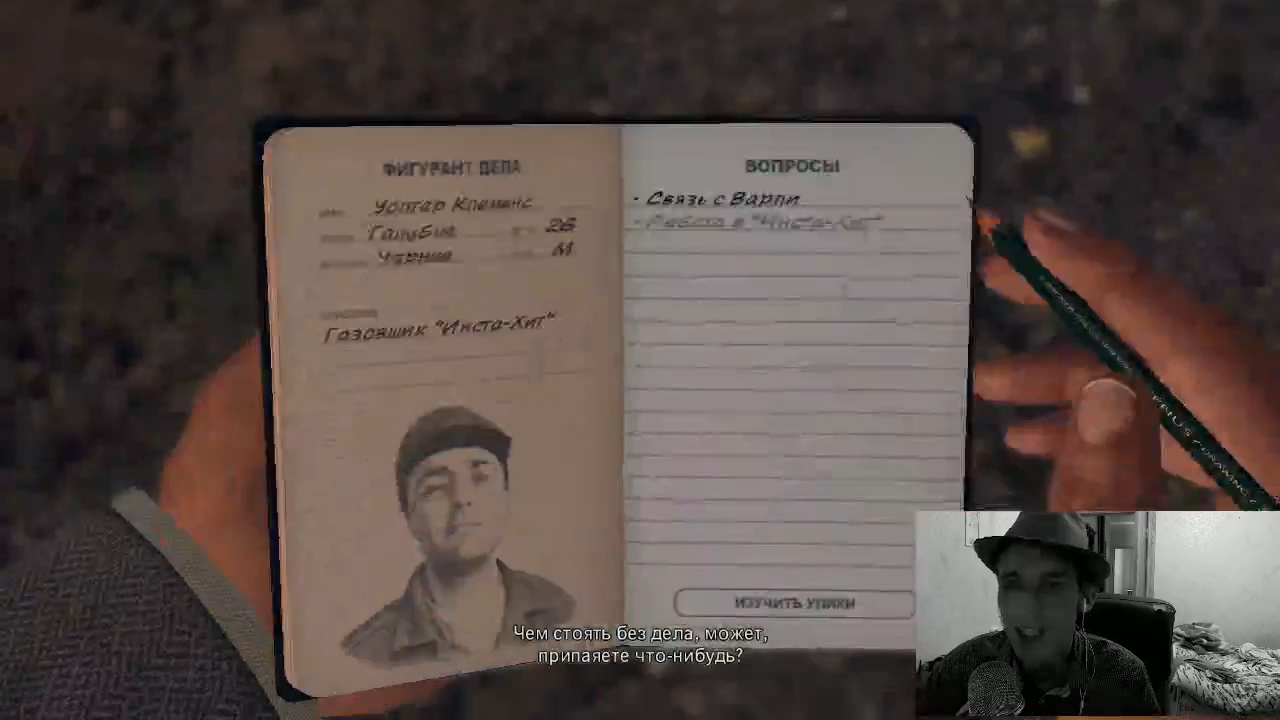 ФИГУРАНТ ДЕЛА
Уолтер Клеменс
Голубые 26
Черные М
Газовщик "Инста-Хит"
ВОПРОСЫ
- Связь с Варли
- Работа в "Инста-Хит"
ИЗУЧИТЬ УЛИКИ
Чем стоять без дела, может,
припаяете что-нибудь?